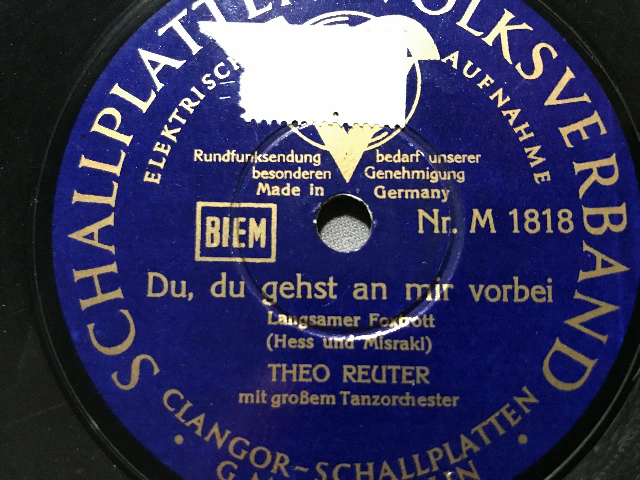 SCHALLPLATTEN VOLKSVERBAND
ELEKTRISCHE AUFNAHME
Rundfunksendung bedarf unserer
besonderen Genehmigung
Made in Germany
BIEM
Nr. M 1818
Du, du gehst an mir vorbei
Langsamer Foxtrott
(Hess und Misraki)
THEO REUTER
mit großem Tanzorchester
CLANGOR-SCHALLPLATTEN